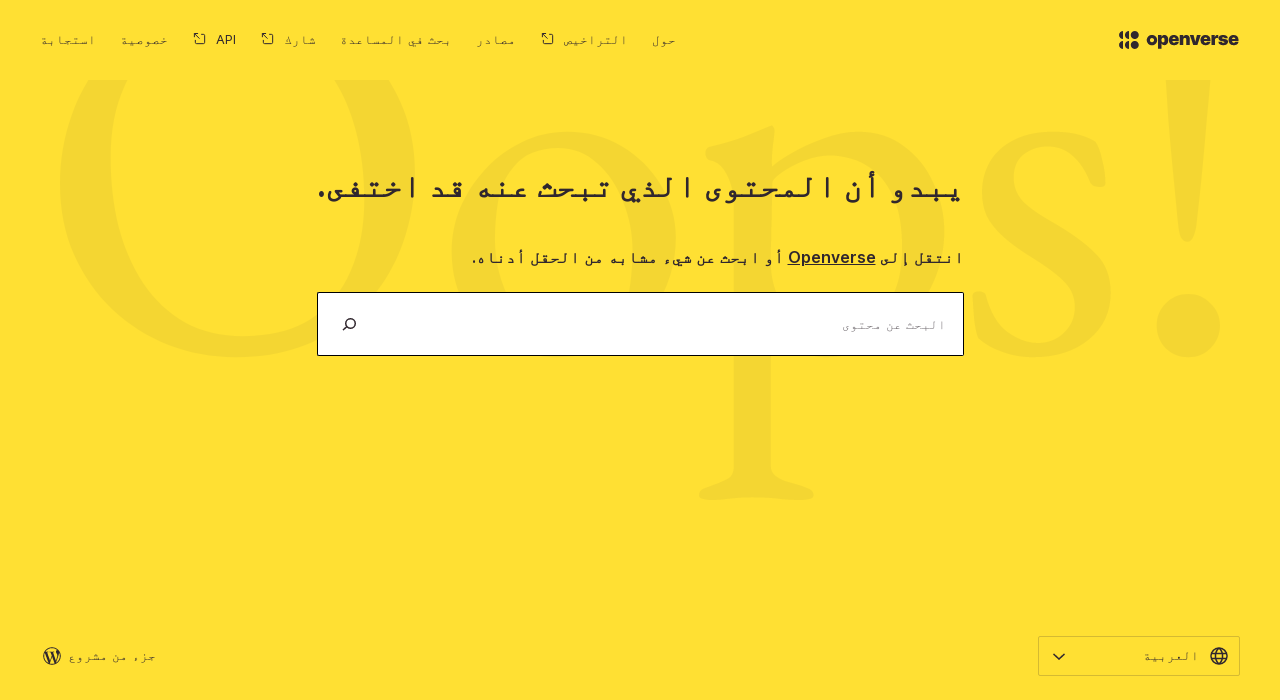 openverse
حول
التراخيص
مصادر
بحث في المساعدة
شارك
API
خصوصية
استجابة
Oops!
يبدو أن المحتوى الذي تبحث عنه قد اختفى.
انتقل إلى Openverse أو ابحث عن شيء مشابه من الحقل أدناه.
البحث عن محتوى
العربية
جزء من مشروع